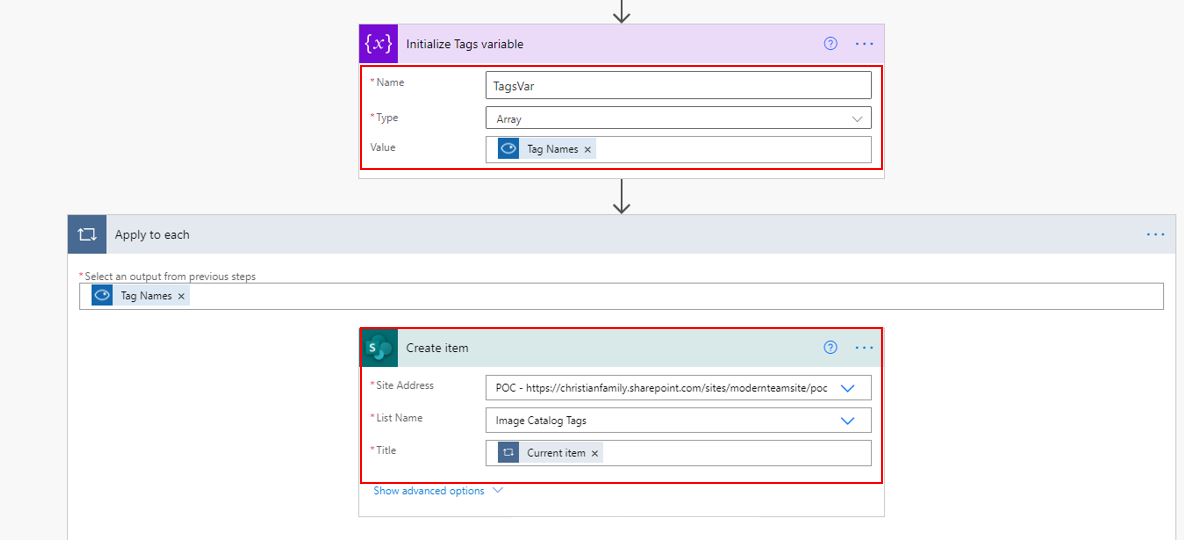 {x} Initialize Tags variable
* Name TagsVar
* Type Array
Value Tag Names ×
Apply to each
* Select an output from previous steps
Tag Names ×
S Create item
* Site Address POC - https://christianfamily.sharepoint.com/sites/modernteamsite/poc
* List Name Image Catalog Tags
* Title Current item ×
Show advanced options